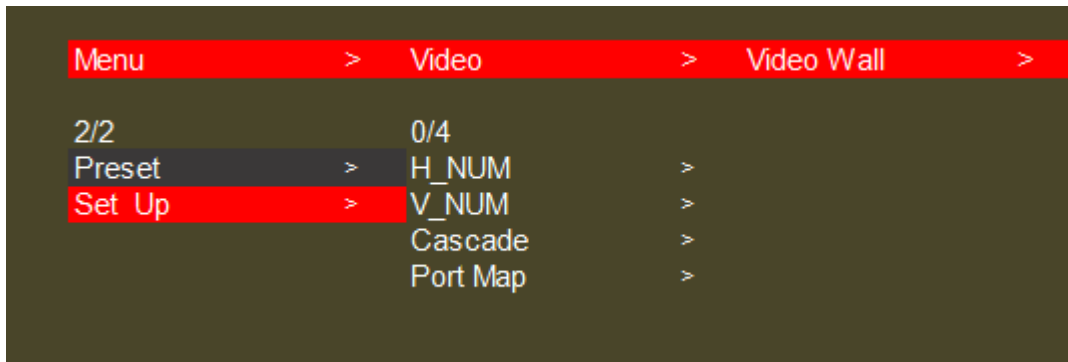 Menu > Video > Video Wall >
2/2 0/4
Preset > H_NUM >
Set Up > V_NUM >
Cascade >
Port Map >